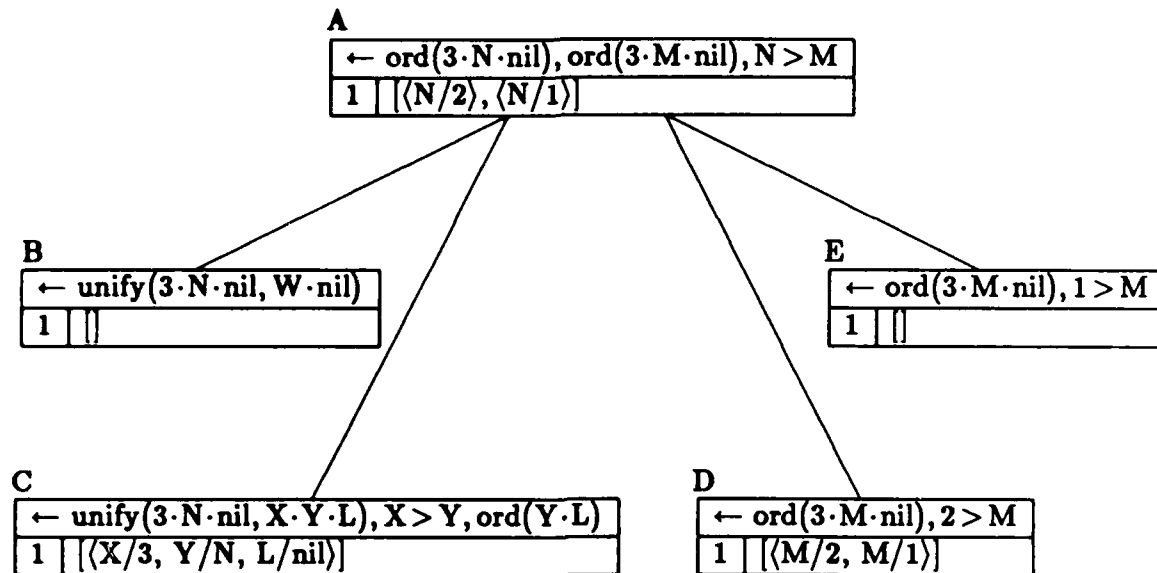 A
← ord(3·N·nil), ord(3·M·nil), N > M
1 [⟨N/2⟩, ⟨N/1⟩]
B
← unify(3·N·nil, W·nil)
1 []
E
← ord(3·M·nil), 1 > M
1 []
C
← unify(3·N·nil, X·Y·L), X > Y, ord(Y·L)
1 [⟨X/3, Y/N, L/nil⟩]
D
← ord(3·M·nil), 2 > M
1 [⟨M/2, M/1⟩]